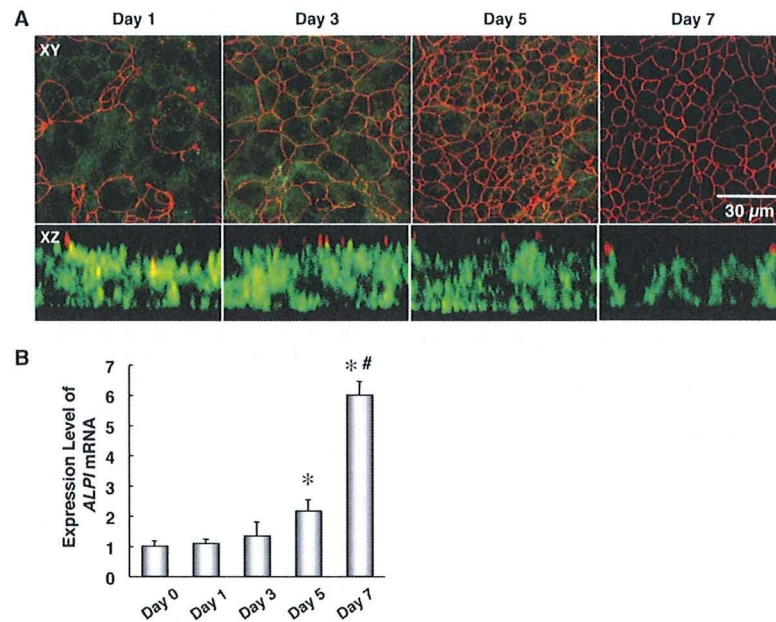 A
Day 1 Day 3 Day 5 Day 7
XY
30 µm
XZ
B
Expression Level of
ALPI mRNA
7
6
5
4
3
2
1
0
* #
*
Day 0 Day 1 Day 3 Day 5 Day 7